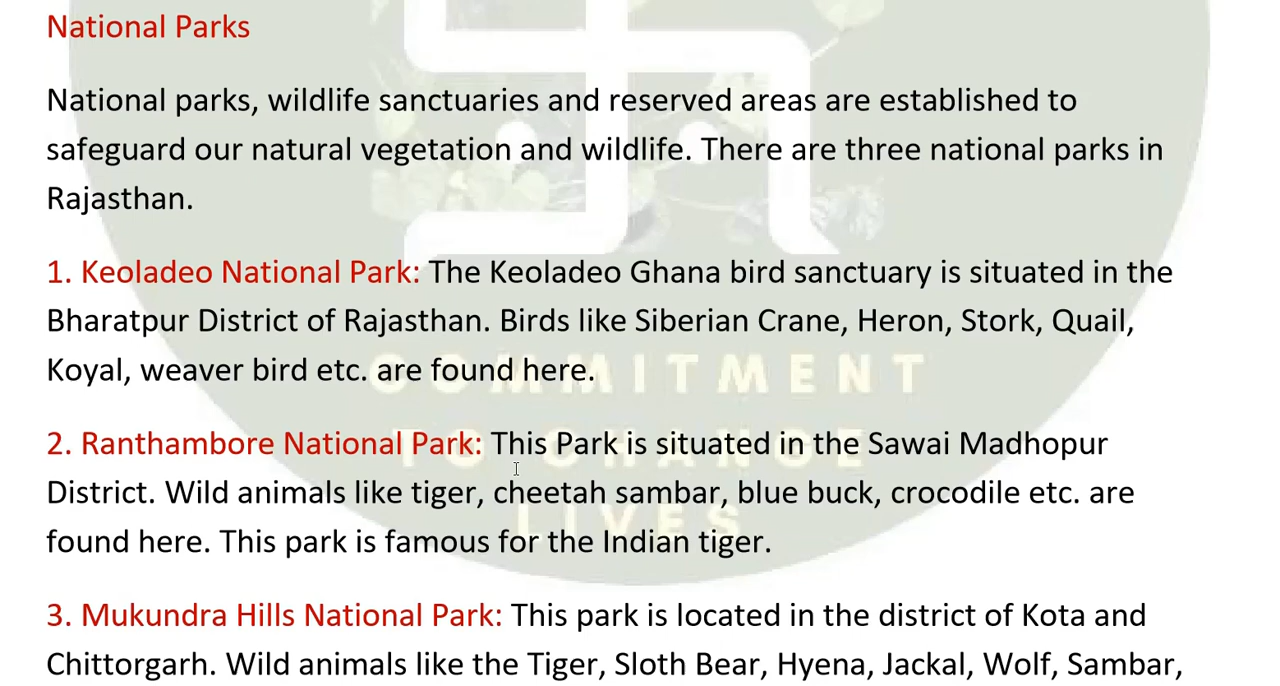 National Parks
National parks, wildlife sanctuaries and reserved areas are established to
safeguard our natural vegetation and wildlife. There are three national parks in
Rajasthan.
1. Keoladeo National Park: The Keoladeo Ghana bird sanctuary is situated in the
Bharatpur District of Rajasthan. Birds like Siberian Crane, Heron, Stork, Quail,
Koyal, weaver bird etc. are found here.
COMMITMENT
2. Ranthambore National Park: This Park is situated in the Sawai Madhopur
TO CHANGE
District. Wild animals like tiger, cheetah sambar, blue buck, crocodile etc. are
LIVES
found here. This park is famous for the Indian tiger.
3. Mukundra Hills National Park: This park is located in the district of Kota and
Chittorgarh. Wild animals like the Tiger, Sloth Bear, Hyena, Jackal, Wolf, Sambar,